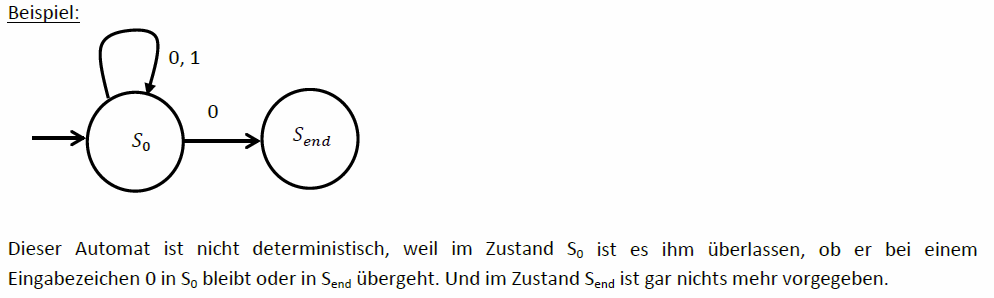 Beispiel:
0, 1
0
S₀
Sₑₙd
Dieser Automat ist nicht deterministisch, weil im Zustand S₀ ist es ihm überlassen, ob er bei einem
Eingabezeichen 0 in S₀ bleibt oder in Send übergeht. Und im Zustand Send ist gar nichts mehr vorgegeben.